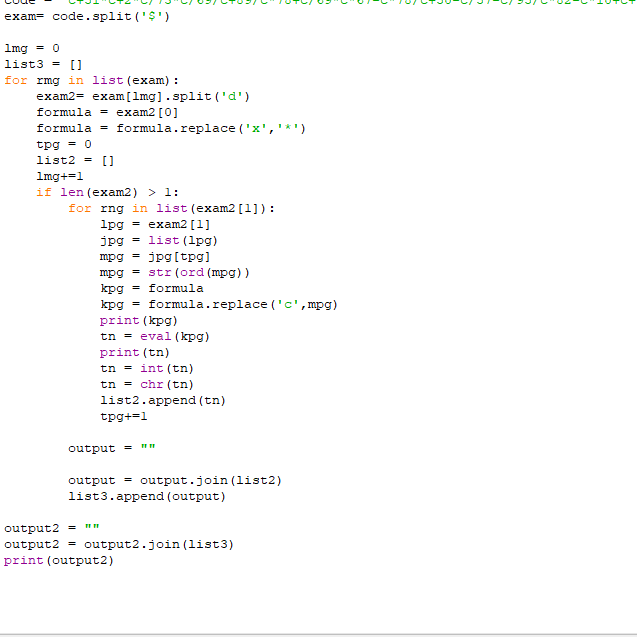 exam= code.split('$')
lmg = 0
list3 = []
for rmg in list(exam):
    exam2= exam[lmg].split('d')
    formula = exam2[0]
    formula = formula.replace('x','*')
    tpg = 0
    list2 = []
    lmg+=1
    if len(exam2) > 1:
        for rng in list(exam2[1]):
            lpg = exam2[1]
            jpg = list(lpg)
            mpg = jpg[tpg]
            mpg = str(ord(mpg))
            kpg = formula
            kpg = formula.replace('c',mpg)
            print(kpg)
            tn = eval(kpg)
            print(tn)
            tn = int(tn)
            tn = chr(tn)
            list2.append(tn)
            tpg+=1
        output = ""
        output = output.join(list2)
        list3.append(output)
output2 = ""
output2 = output2.join(list3)
print(output2)